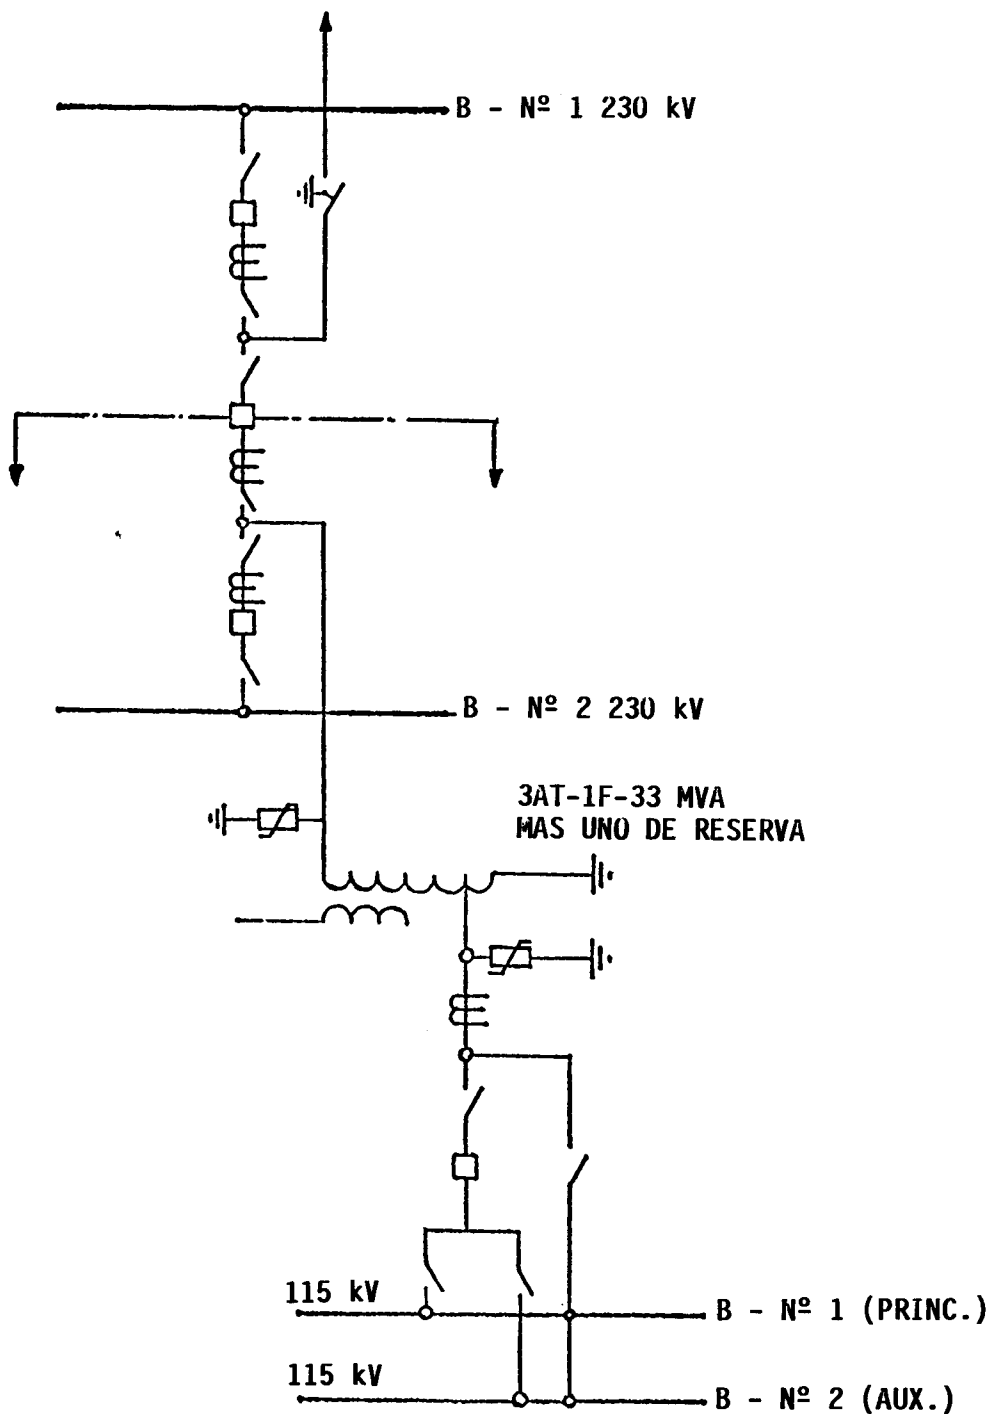 B - Nº 1 230 kV
B - Nº 2 230 kV
3AT-1F-33 MVA
MAS UNO DE RESERVA
115 kV
B - Nº 1 (PRINC.)
115 kV
B - Nº 2 (AUX.)